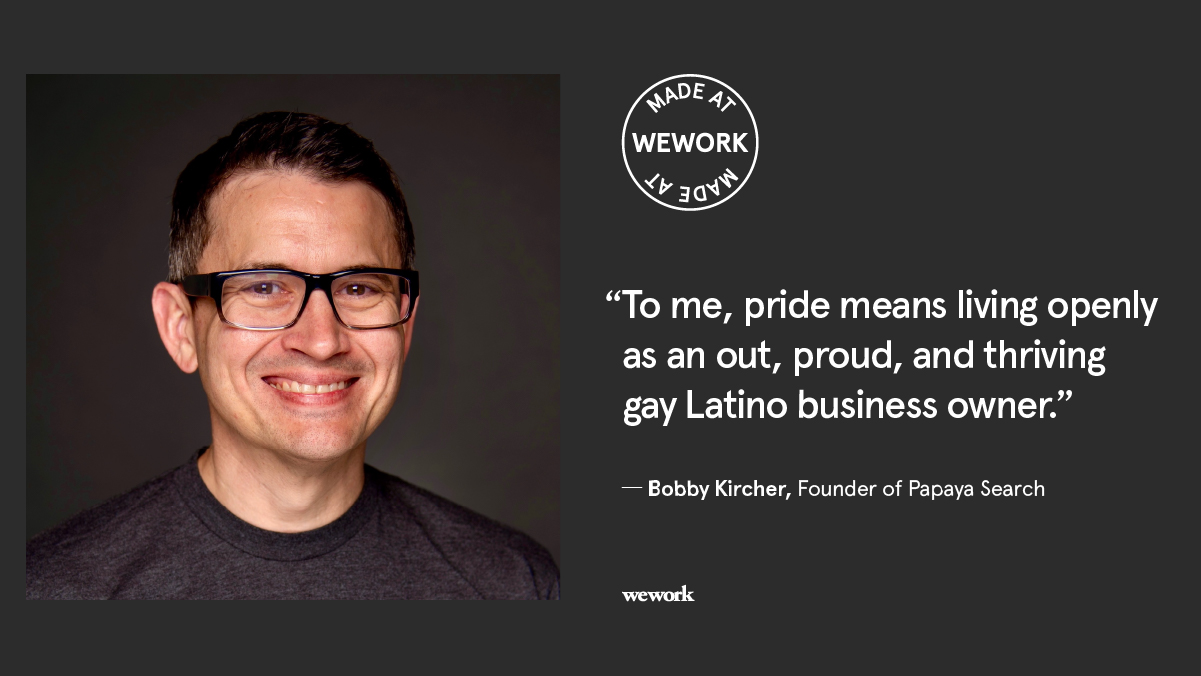 MADE AT
WEWORK
MADE AT
“To me, pride means living openly
as an out, proud, and thriving
gay Latino business owner.”
— Bobby Kircher, Founder of Papaya Search
wework